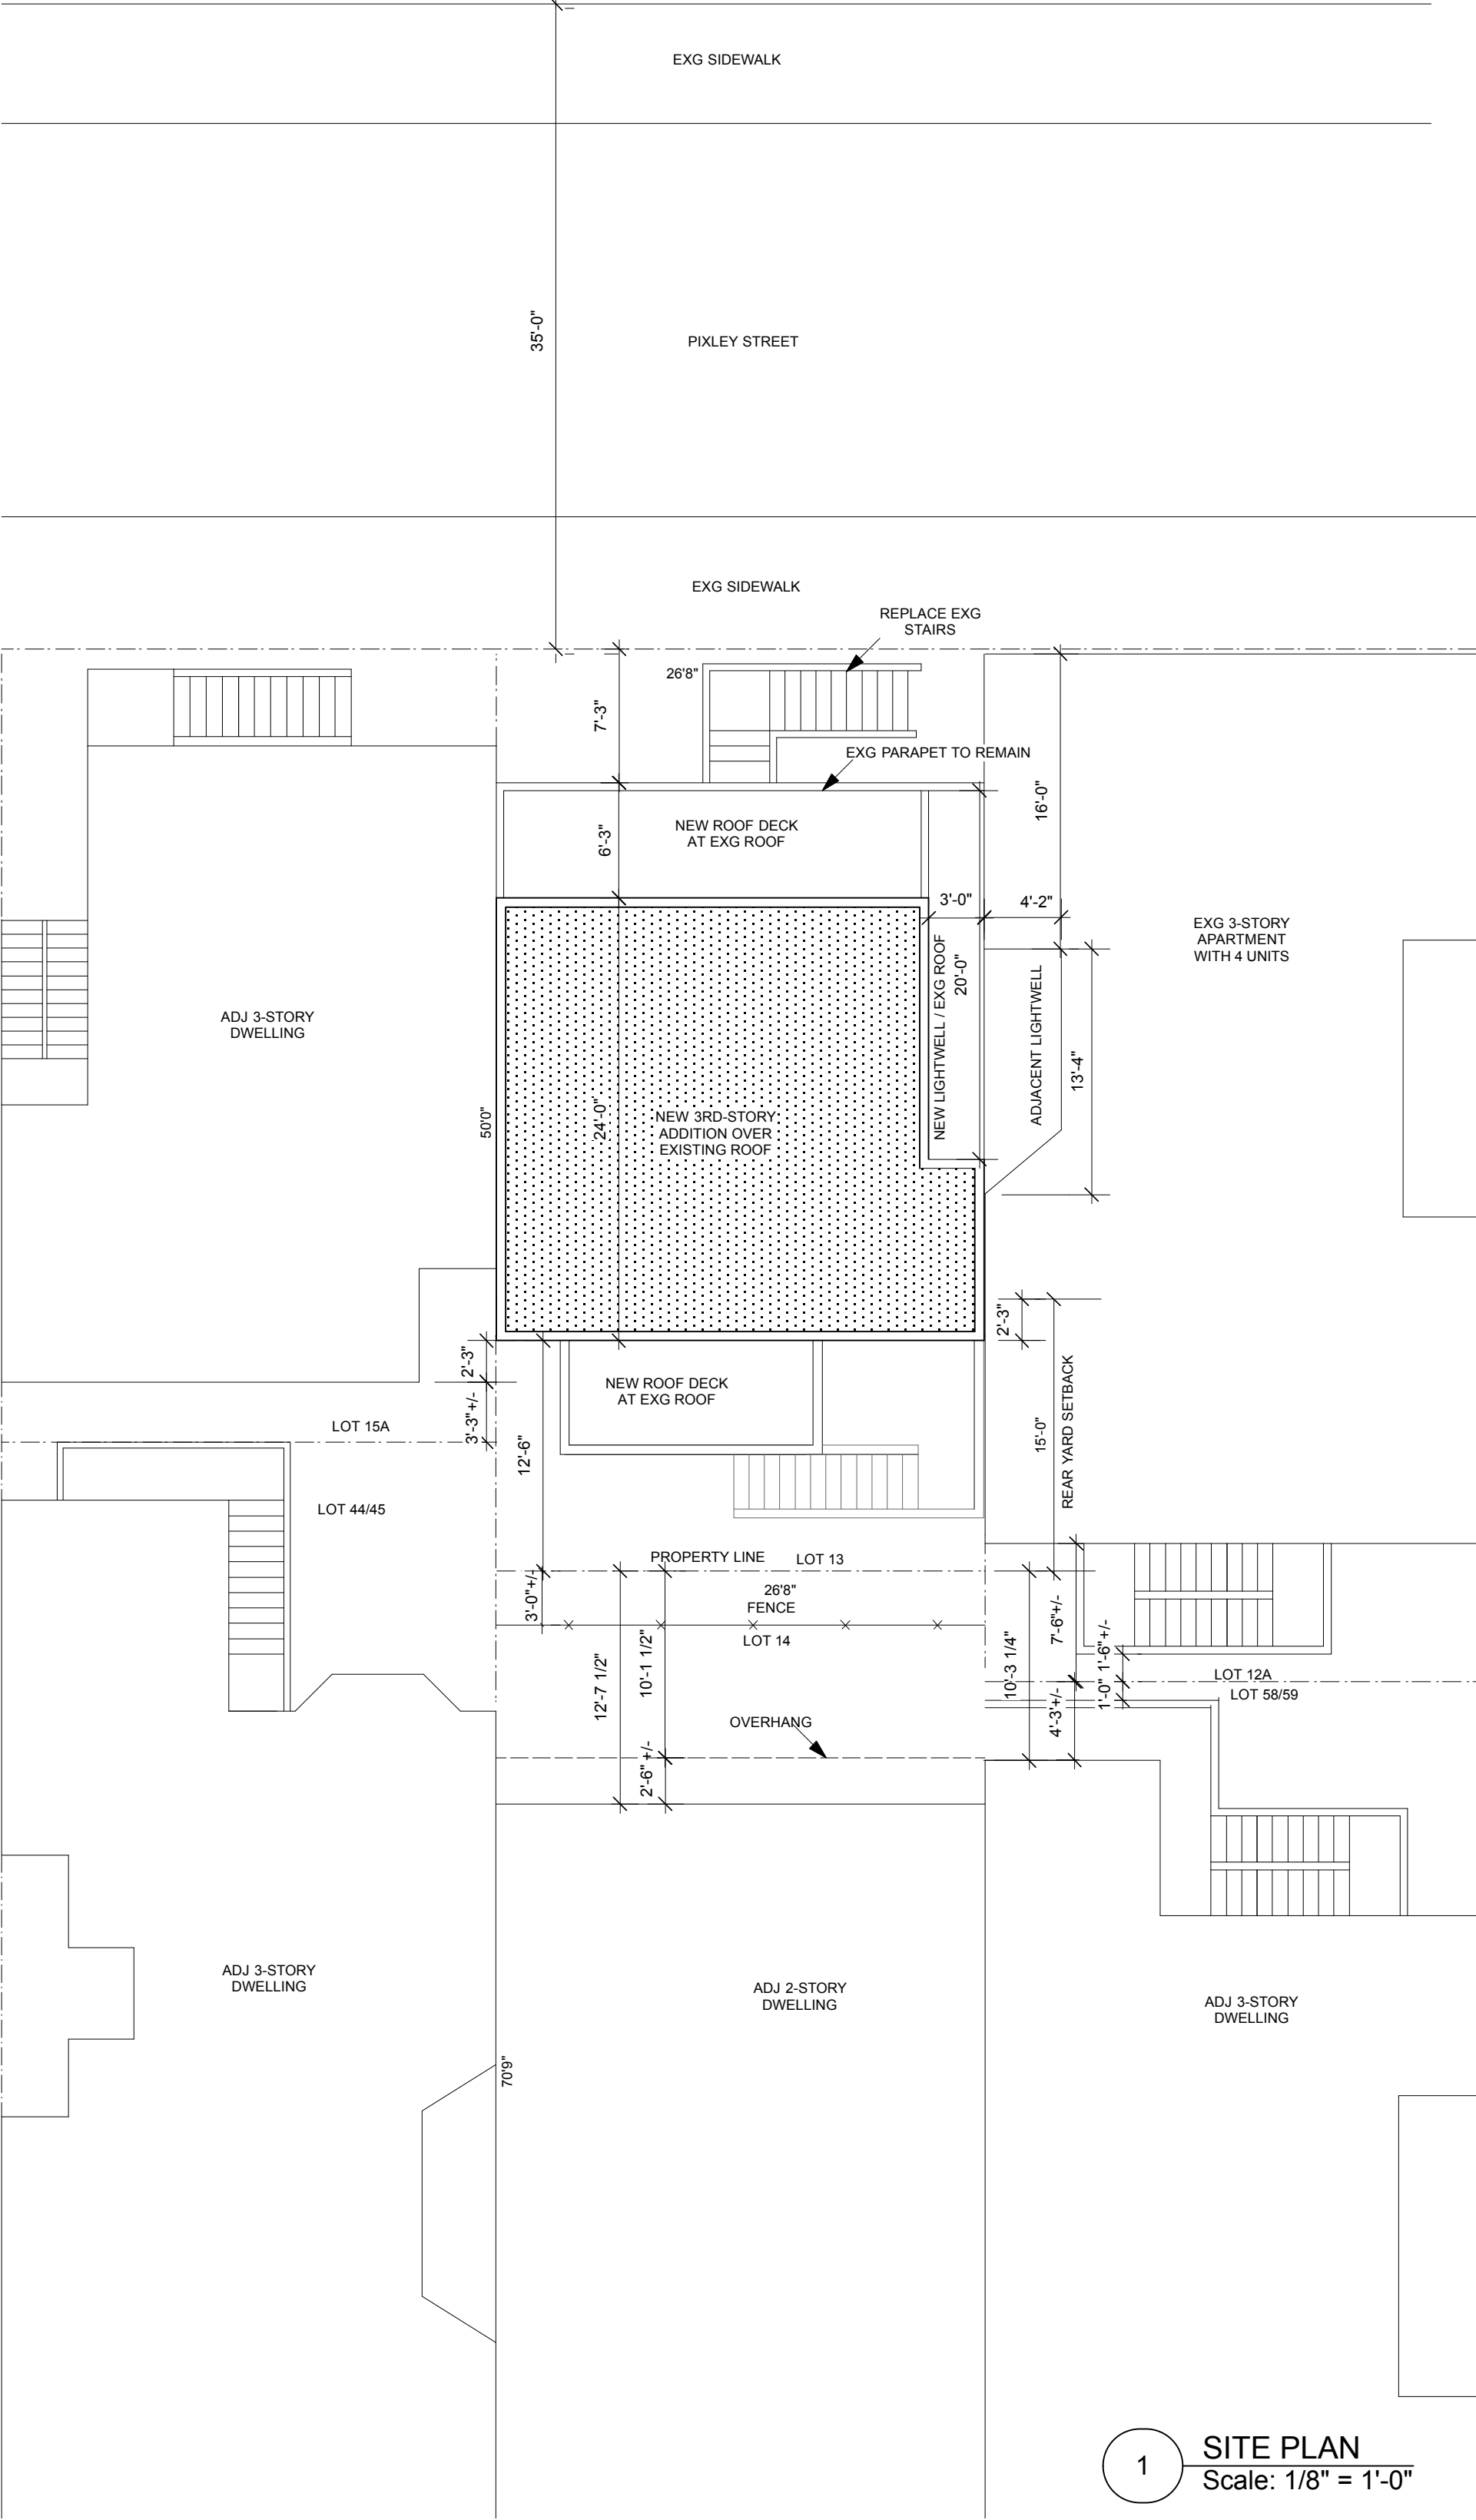 EXG SIDEWALK
35'-0"
PIXLEY STREET
EXG SIDEWALK
REPLACE EXG
STAIRS
26'8"
7'-3"
EXG PARAPET TO REMAIN
16'-0"
NEW ROOF DECK
AT EXG ROOF
6'-3"
3'-0"
4'-2"
EXG 3-STORY
APARTMENT
WITH 4 UNITS
NEW LIGHTWELL / EXG ROOF
20'-0"
ADJACENT LIGHTWELL
13'-4"
ADJ 3-STORY
DWELLING
50'0"
24'-0"
NEW 3RD-STORY
ADDITION OVER
EXISTING ROOF
2'-3"
2'-3"
3'-3"+/-
NEW ROOF DECK
AT EXG ROOF
LOT 15A
12'-6"
15'-0"
REAR YARD SETBACK
LOT 44/45
PROPERTY LINE
LOT 13
3'-0"+/-
26'8"
FENCE
LOT 14
12'-7 1/2"
10'-1 1/2"
10'-3 1/4"
7'-6"+/-
1'-6"+/-
1'-0"
4'-3'+/-
LOT 12A
LOT 58/59
OVERHANG
2'-6" +/-
ADJ 3-STORY
DWELLING
ADJ 2-STORY
DWELLING
ADJ 3-STORY
DWELLING
70'9"
1
SITE PLAN
Scale: 1/8" = 1'-0"